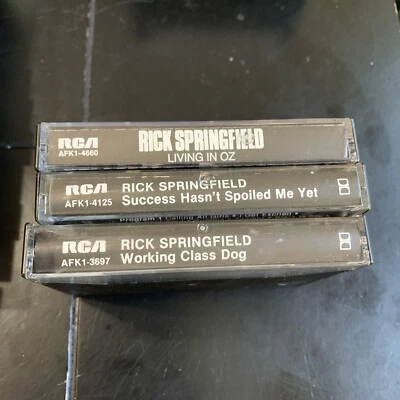 RCA RICK SPRINGFIELD
AFK1-4660 LIVING IN OZ
RCA RICK SPRINGFIELD
AFK1-4125 Success Hasn't Spoiled Me Yet
RCA RICK SPRINGFIELD
AFK1-3697 Working Class Dog